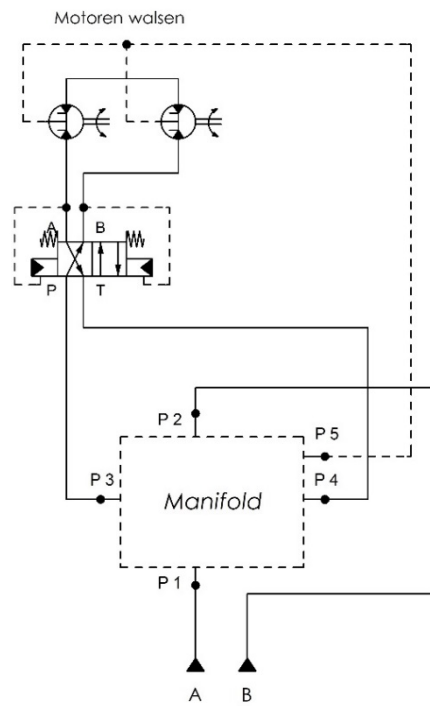 Motoren walsen
A B
P T
P 2
P 5
P 3
P 4
Manifold
P 1
A B